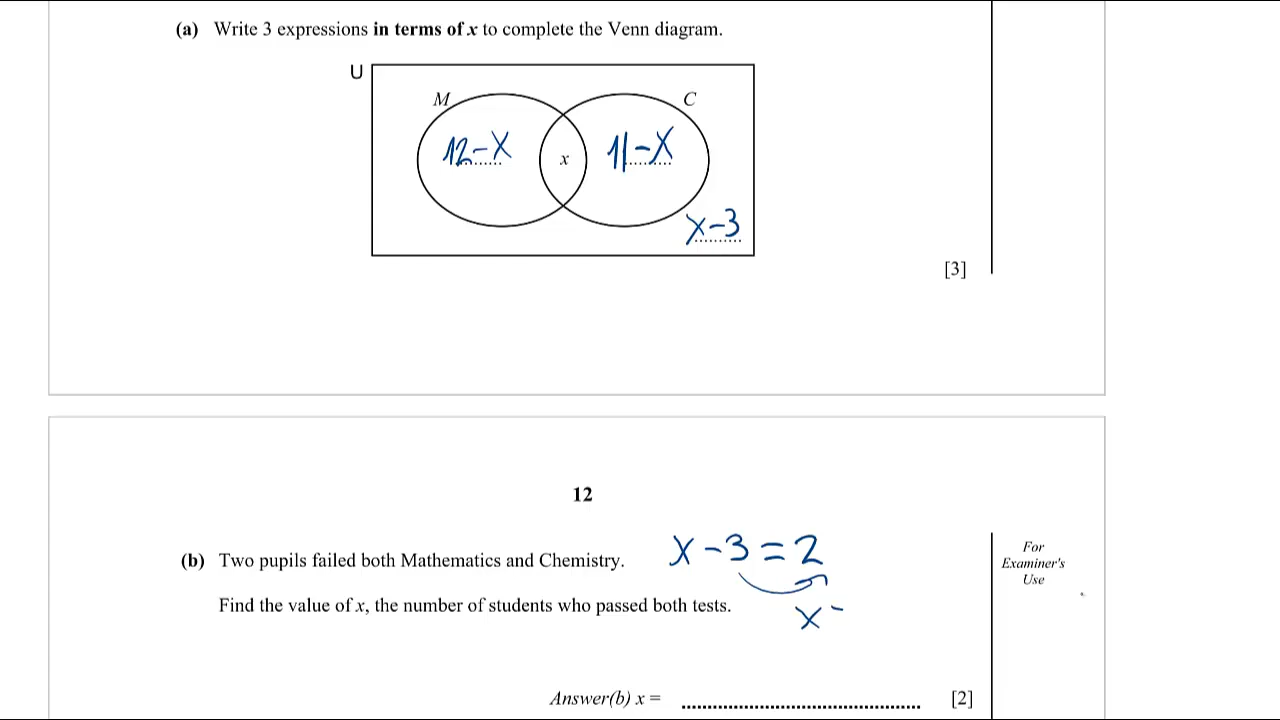 (a) Write 3 expressions in terms of x to complete the Venn diagram.
U
M C
12-x x 11-x
x-3
[3]
12
(b) Two pupils failed both Mathematics and Chemistry. x-3=2
For
Examiner's
Use
Find the value of x, the number of students who passed both tests. x -
Answer(b) x = ........................................ [2]